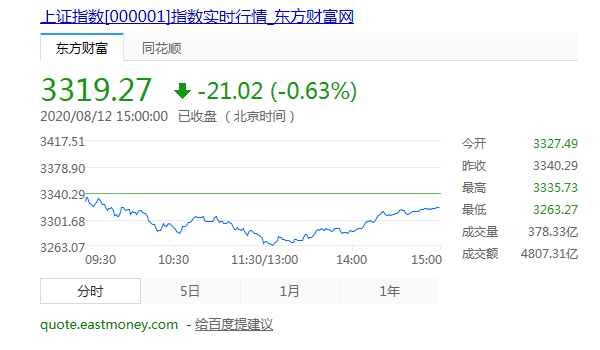 上证指数[000001]指数实时行情_东方财富网
东方财富 同花顺
3319.27 -21.02 (-0.63%)
2020/08/12 15:00:00 已收盘 ( 北京时间 )
3417.51
3378.90
3340.29
3301.68
3263.07
09:30 10:30 11:30/13:00 14:00 15:00
今开 3327.49
昨收 3340.29
最高 3335.73
最低 3263.27
成交量 378.33亿
成交额 4807.31亿
分时 5日 1月 1年
quote.eastmoney.com - 给百度提建议